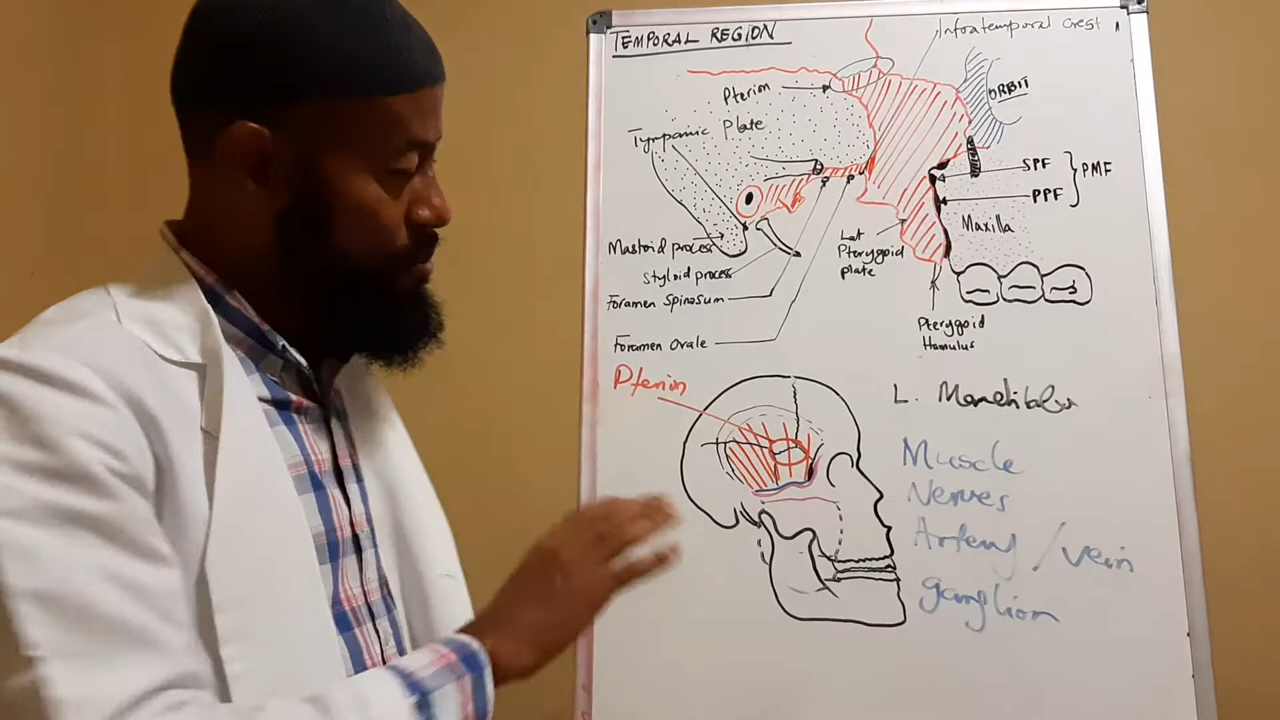 TEMPORAL REGION
Infratemporal Crest
Pterion
ORBIT
Tympanic Plate
SPF
PMF
PPF
Maxilla
Mastoid process
Lat
Pterygoid
plate
Styloid process
Foramen Spinosum
Pterygoid
Hamulus
Foramen Ovale
Pterion
L. Mandibular
Muscle
Nerves
Artery / vein
ganglion